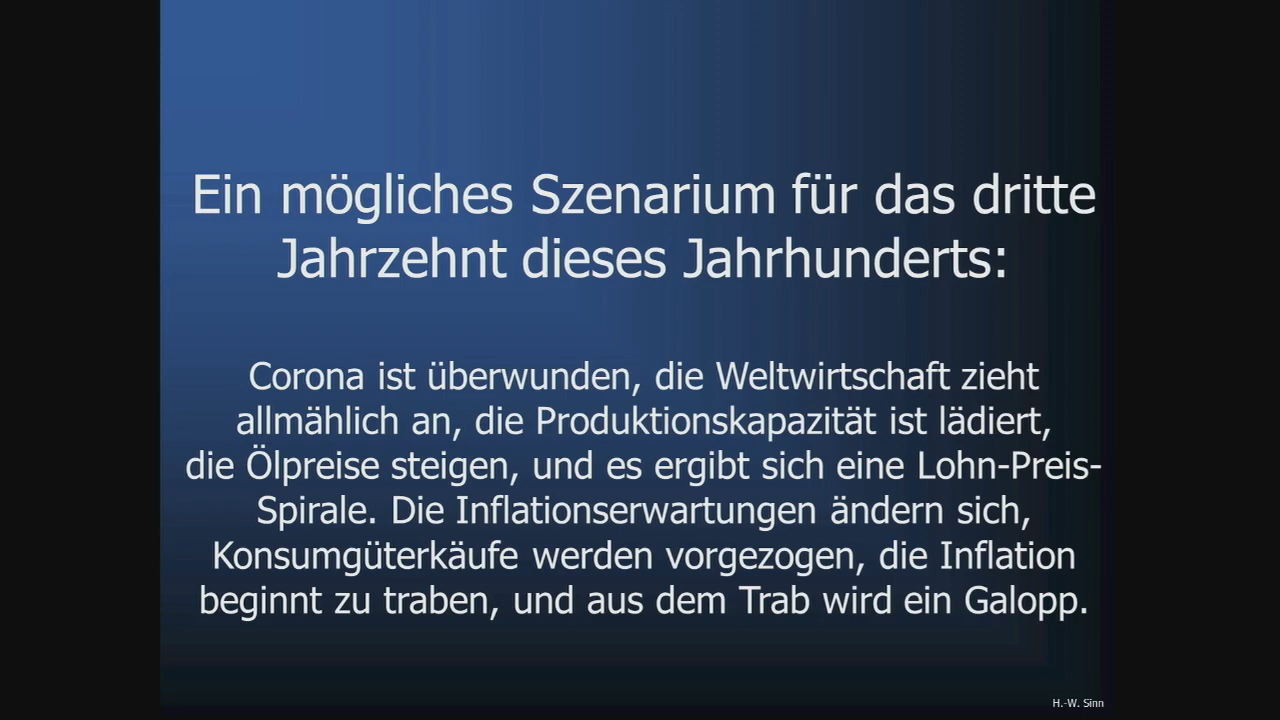 Ein mögliches Szenarium für das dritte
Jahrzehnt dieses Jahrhunderts:
Corona ist überwunden, die Weltwirtschaft zieht
allmählich an, die Produktionskapazität ist lädiert,
die Ölpreise steigen, und es ergibt sich eine Lohn-Preis-
Spirale. Die Inflationserwartungen ändern sich,
Konsumgüterkäufe werden vorgezogen, die Inflation
beginnt zu traben, und aus dem Trab wird ein Galopp.
H.-W. Sinn